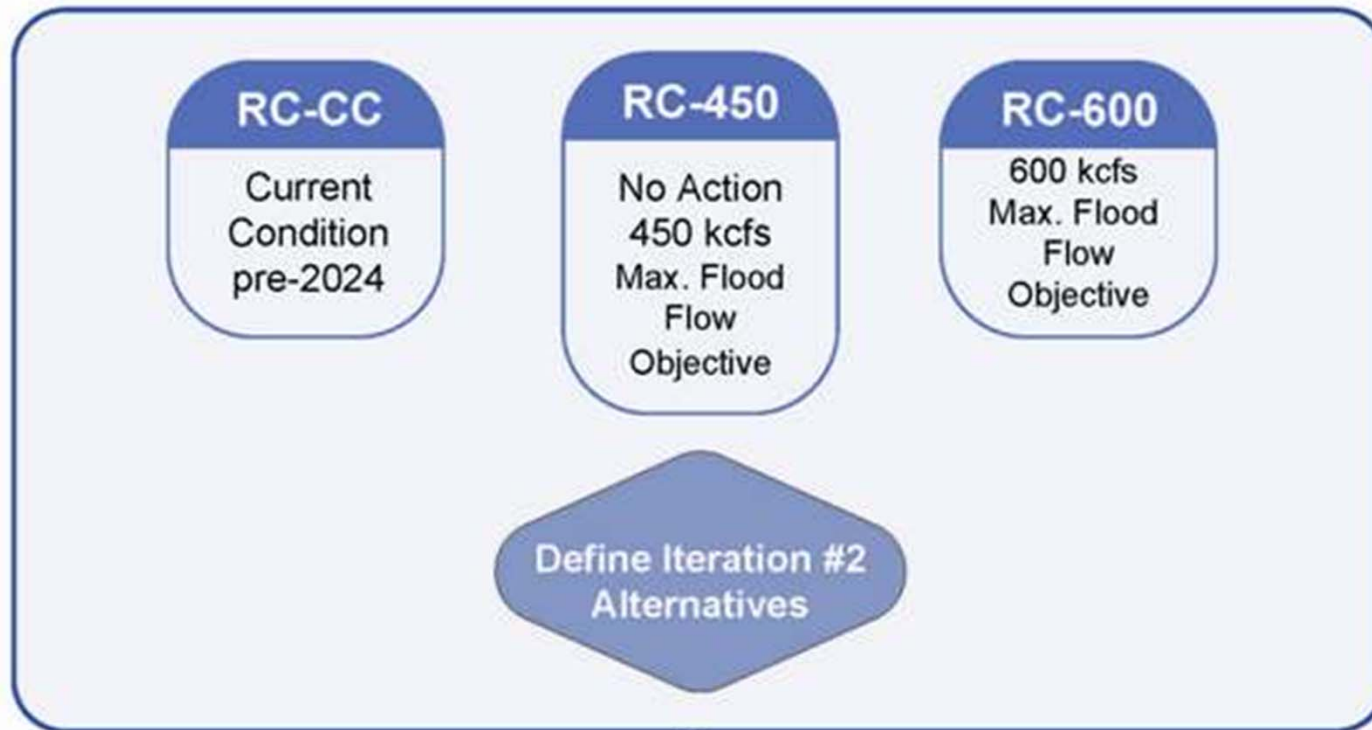 RC-CC
Current
Condition
pre-2024
RC-450
No Action
450 kcfs
Max. Flood
Flow
Objective
RC-600
600 kcfs
Max. Flood
Flow
Objective
Define Iteration #2
Alternatives